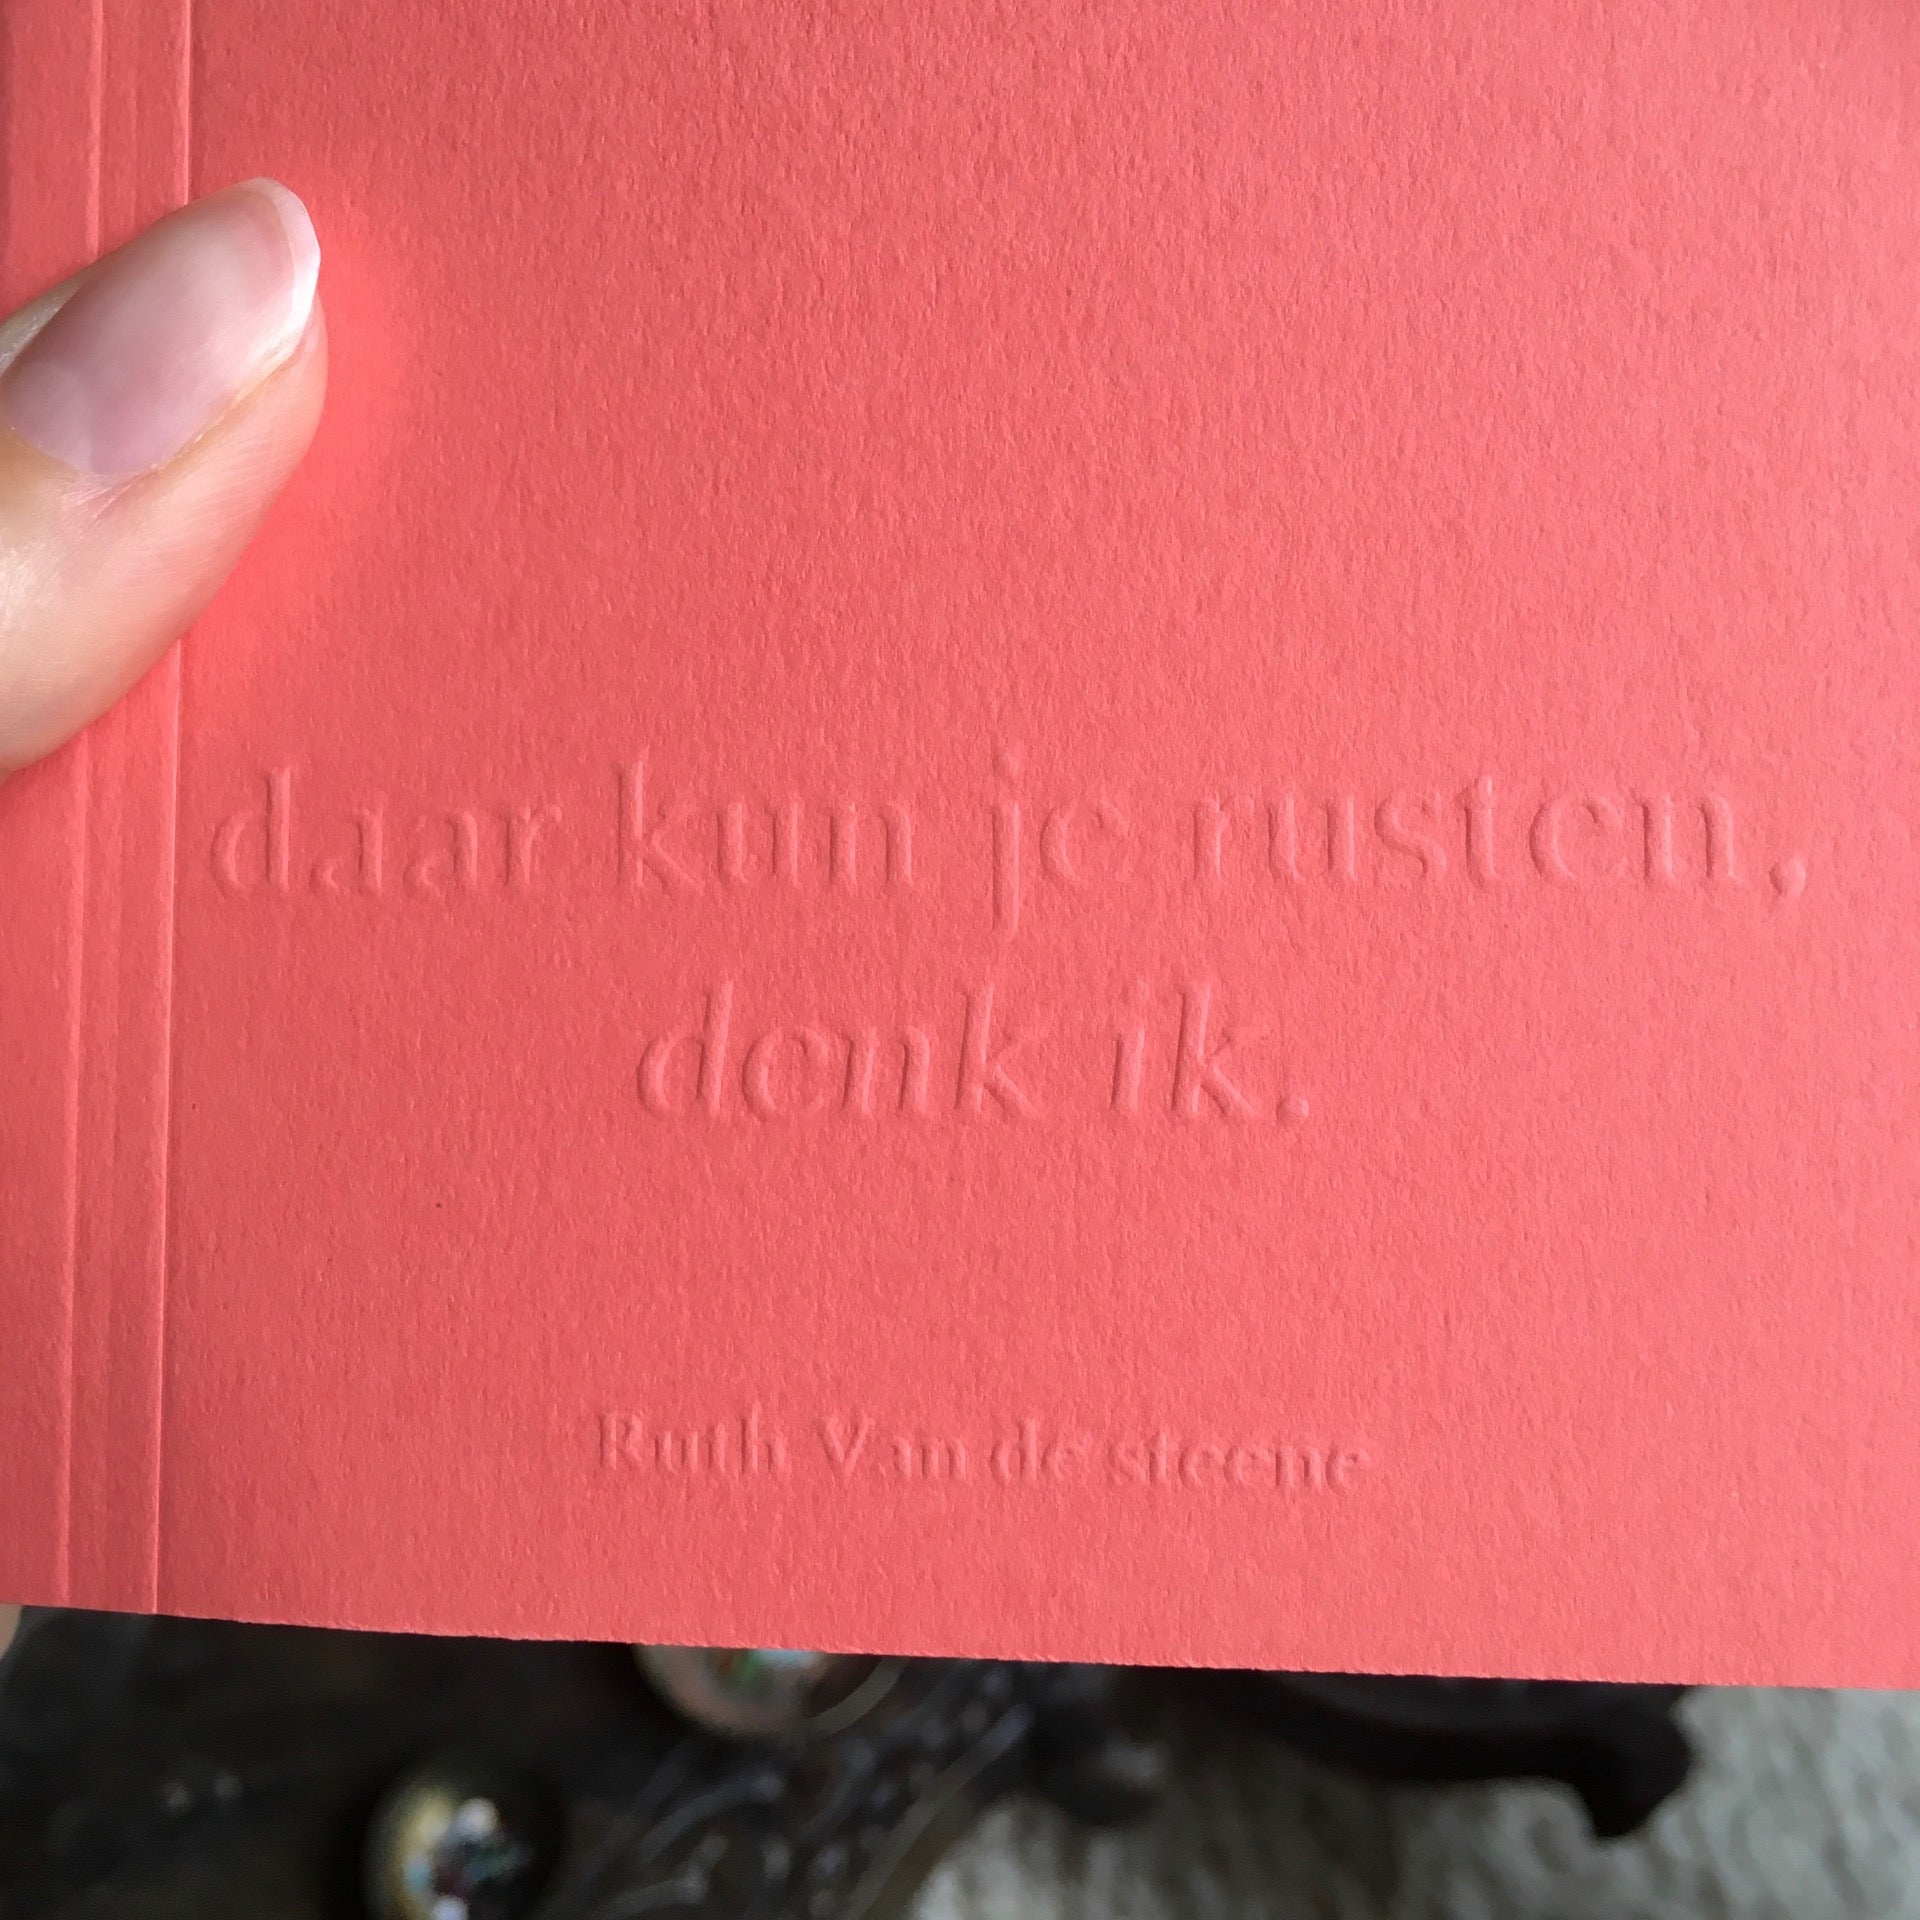 daar kun je rusten,
denk ik.
Ruth Van de steene